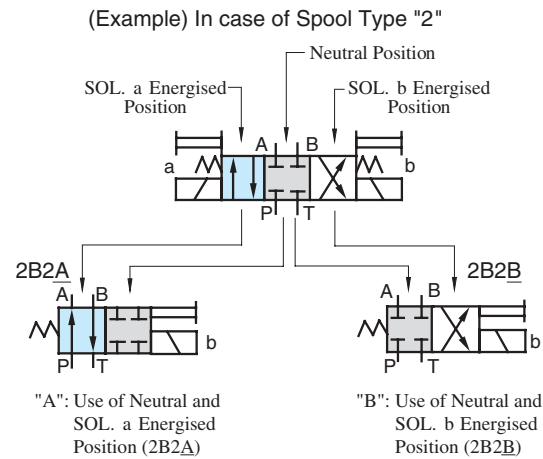 (Example) In case of Spool Type "2"
Neutral Position
SOL. a Energised
Position
SOL. b Energised
Position
A B
a b
P T
2B2A
2B2B
A B
b
P T
A B
b
P T
"A": Use of Neutral and
SOL. a Energised
Position (2B2A)
"B": Use of Neutral and
SOL. b Energised
Position (2B2B)